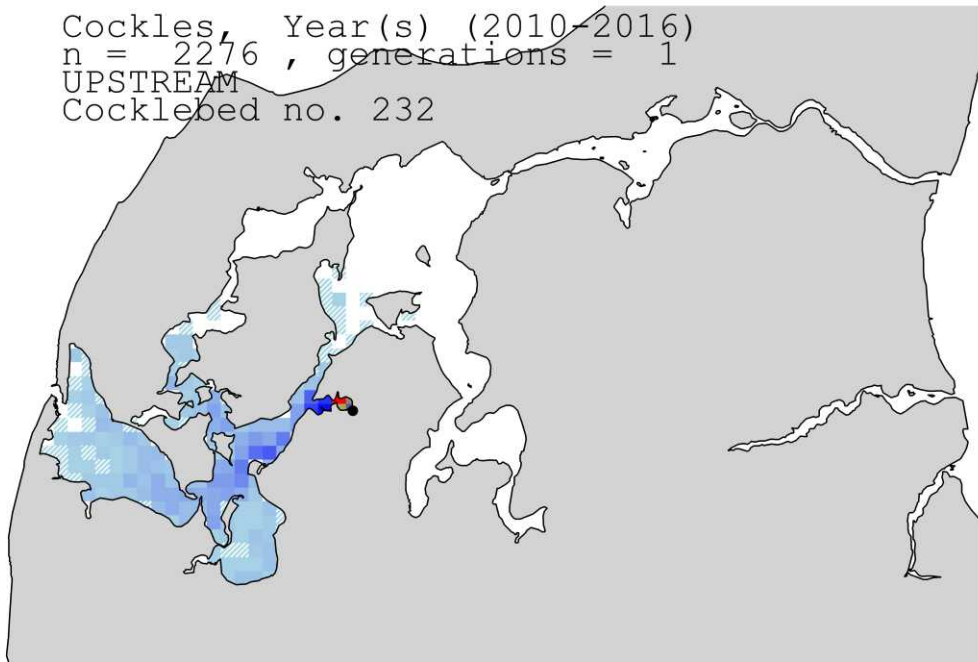 Cockles, Year(s) (2010-2016)
n = 2276 , generations = 1
UPSTREAM
Cocklebed no. 232